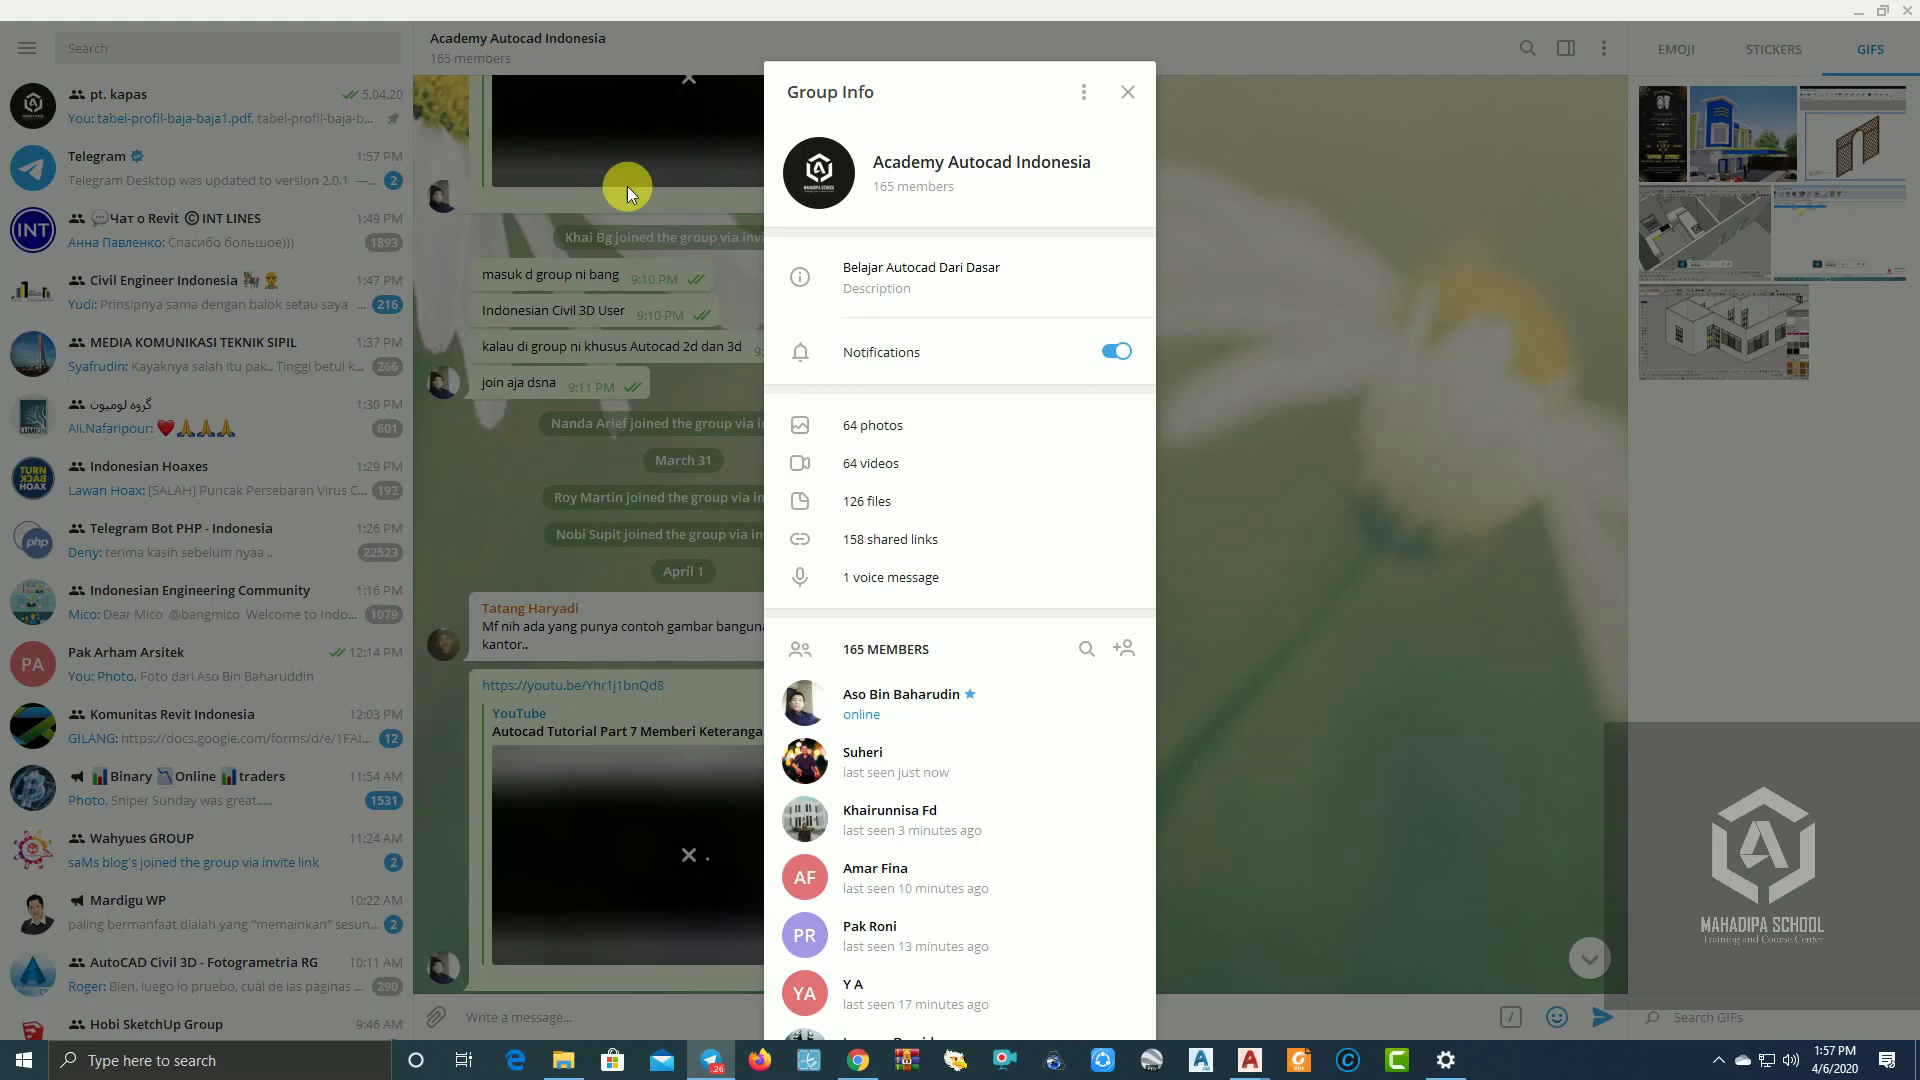 Search
pt. kapas
5.04.20
You: tabel-profil-baja-baja1.pdf, tabel-profil-baja-b...
Telegram
1:57 PM
Telegram Desktop was updated to version 2.0.1 —...
2
💬Чат о Revit © INT LINES
1:49 PM
INT
Анна Павленко: Спасибо большое)))
1893
Civil Engineer Indonesia
1:47 PM
Yudi: Prinsipnya sama dengan balok setau saya ...
216
MEDIA KOMUNIKASI TEKNIK SIPIL
1:37 PM
Syafrudin: Kayaknya salah itu pak.. Tinggi betul k...
266
گروه لومیون
1:30 PM
LUMION
Ali.Nafaripour: ❤️🙏🙏🙏
601
Indonesian Hoaxes
1:29 PM
TURN BACK HOAX
Lawan Hoax: [SALAH] Puncak Persebaran Virus C...
192
Telegram Bot PHP - Indonesia
1:26 PM
php
Deny: terima kasih sebelum nyaa ..
22523
Indonesian Engineering Community
1:16 PM
Mico: Dear Mico @bangmico Welcome to Indo...
1079
Pak Arham Arsitek
12:14 PM
PA
You: Photo, Foto dari Aso Bin Baharuddin
Komunitas Revit Indonesia
12:03 PM
GILANG: https://docs.google.com/forms/d/e/1FAI...
12
📊Binary 📉Online 📊traders
11:54 AM
Photo, Sniper Sunday was great.....
1531
Wahyues GROUP
11:24 AM
saMs blog's joined the group via invite link
2
Mardigu WP
10:22 AM
paling bermanfaat dialah yang "memainkan" sesun...
2
AutoCAD Civil 3D - Fotogrametria RG
10:11 AM
Roger: Bien, luego lo pruebo, cual de las páginas ...
290
Hobi SketchUp Group
9:46 AM
Academy Autocad Indonesia
165 members
Khai Bg joined the group via invi
masuk d group ni bang 9:10 PM
Indonesian Civil 3D User 9:10 PM
kalau di group ni khusus Autocad 2d dan 3d 9:
join aja dsna 9:11 PM
Nanda Arief joined the group via in
March 31
Roy Martin joined the group via in
Nobi Supit joined the group via in
April 1
Tatang Haryadi
Mf nih ada yang punya contoh gambar banguna
kantor..
https://youtu.be/Yhr1j1bnQd8
YouTube
Autocad Tutorial Part 7 Memberi Keteranga
Write a message...
Group Info
Academy Autocad Indonesia
165 members
MAHADIPA SCHOOL
Belajar Autocad Dari Dasar
Description
Notifications
64 photos
64 videos
126 files
158 shared links
1 voice message
165 MEMBERS
Aso Bin Baharudin
online
Suheri
last seen just now
Khairunnisa Fd
last seen 3 minutes ago
AF
Amar Fina
last seen 10 minutes ago
PR
Pak Roni
last seen 13 minutes ago
YA
Y A
last seen 17 minutes ago
EMOJI
STICKERS
GIFS
MAHADIPA SCHOOL
Training and Course Center
Search GIFs
Type here to search
.26
1:57 PM
4/6/2020